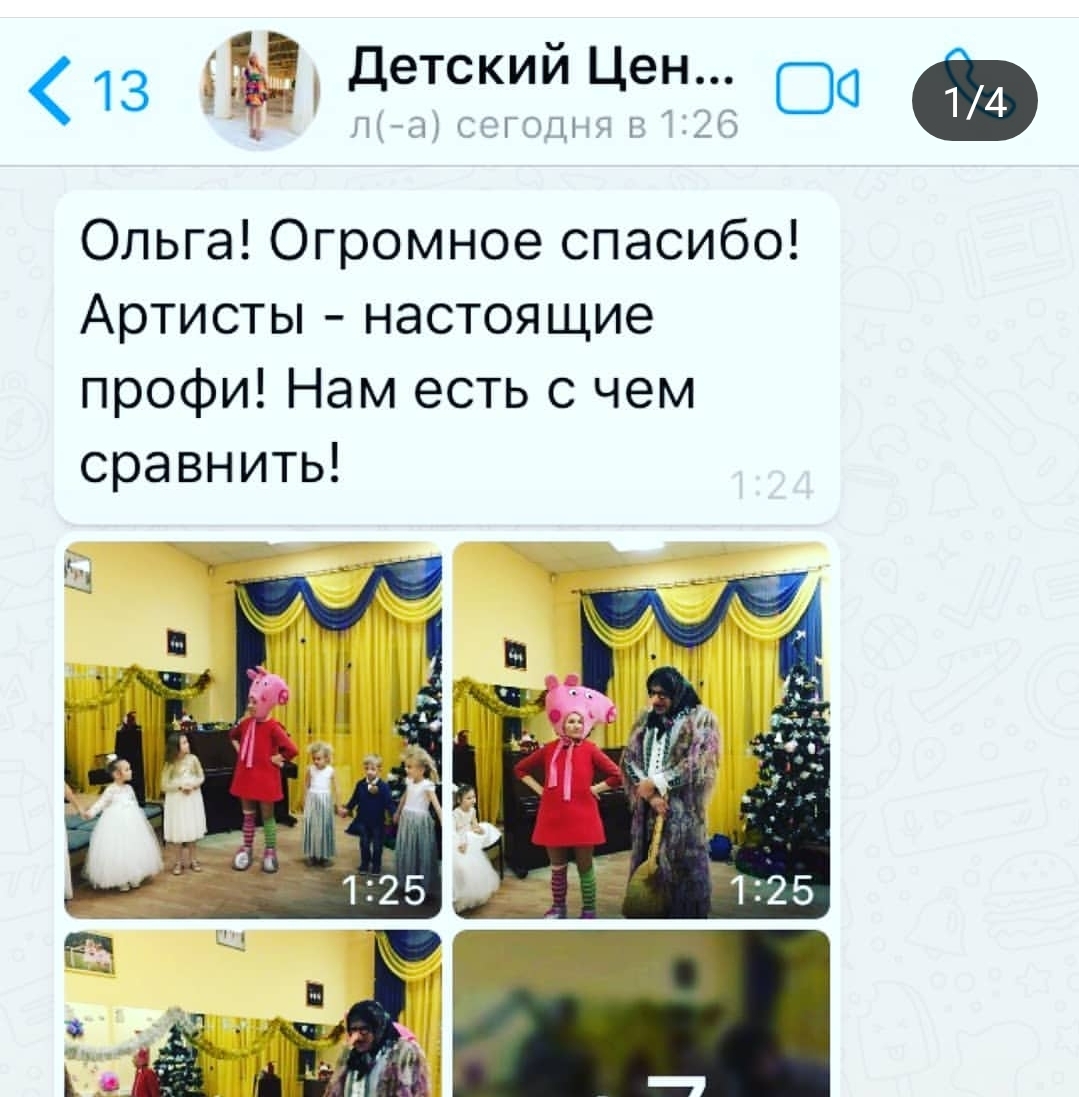 13
Детский Цен...
л(-а) сегодня в 1:26
1/4
Ольга! Огромное спасибо!
Артисты - настоящие
профи! Нам есть с чем
сравнить!
1:24
1:25
1:25